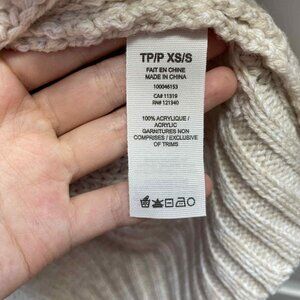 TP/P XS/S
FAIT EN CHINE
MADE IN CHINA
100046153
CA# 11319
RN# 121340
100% ACRYLIQUE /
ACRYLIC
GARNITURES NON
COMPRISES / EXCLUSIVE
OF TRIMS